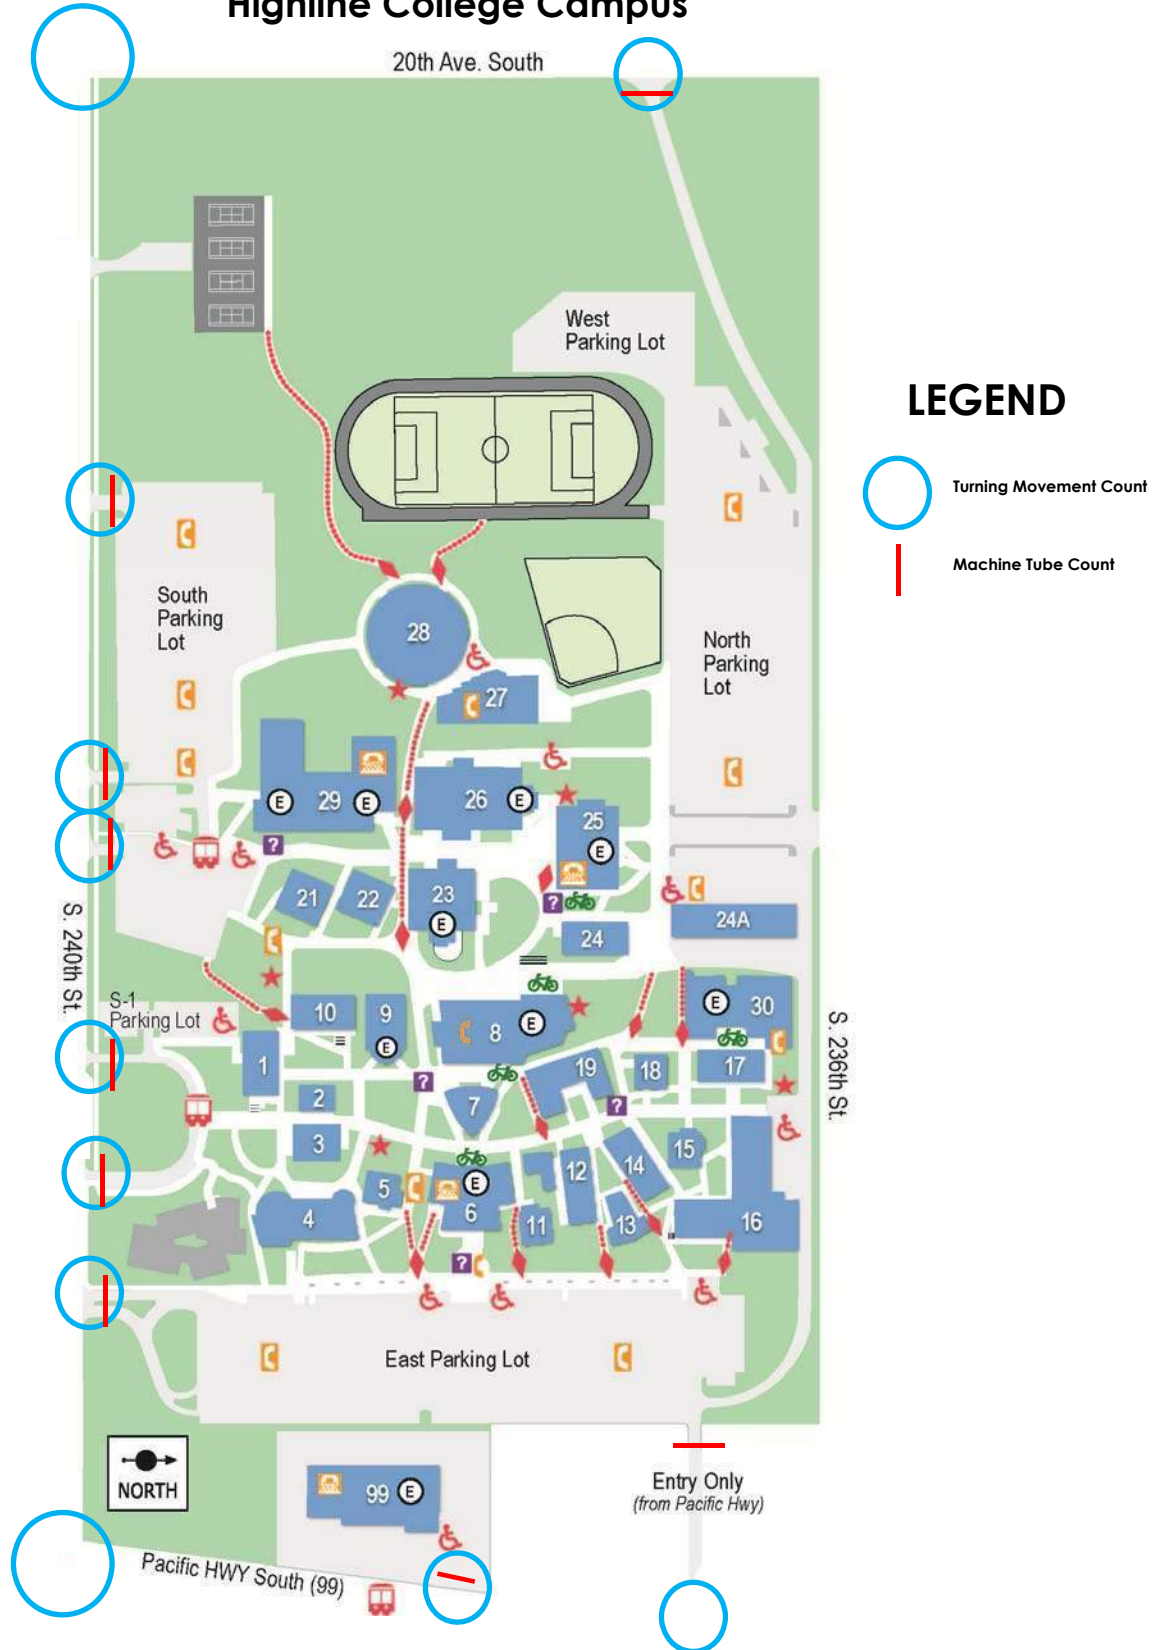 Highline College Campus
20th Ave. South
West
Parking Lot
LEGEND
Turning Movement Count
Machine Tube Count
South
Parking
Lot
28
North
Parking
Lot
27
29
E
E
26
E
25
E
?
21
22
23
E
?
24
24A
S. 240th St.
S-1
Parking Lot
10
9
E
8
E
E
30
S. 236th St.
1
2
3
?
7
19
18
17
?
5
E
6
4
12
14
15
11
13
16
?
East Parking Lot
NORTH
99
E
Entry Only
(from Pacific Hwy)
Pacific HWY South (99)